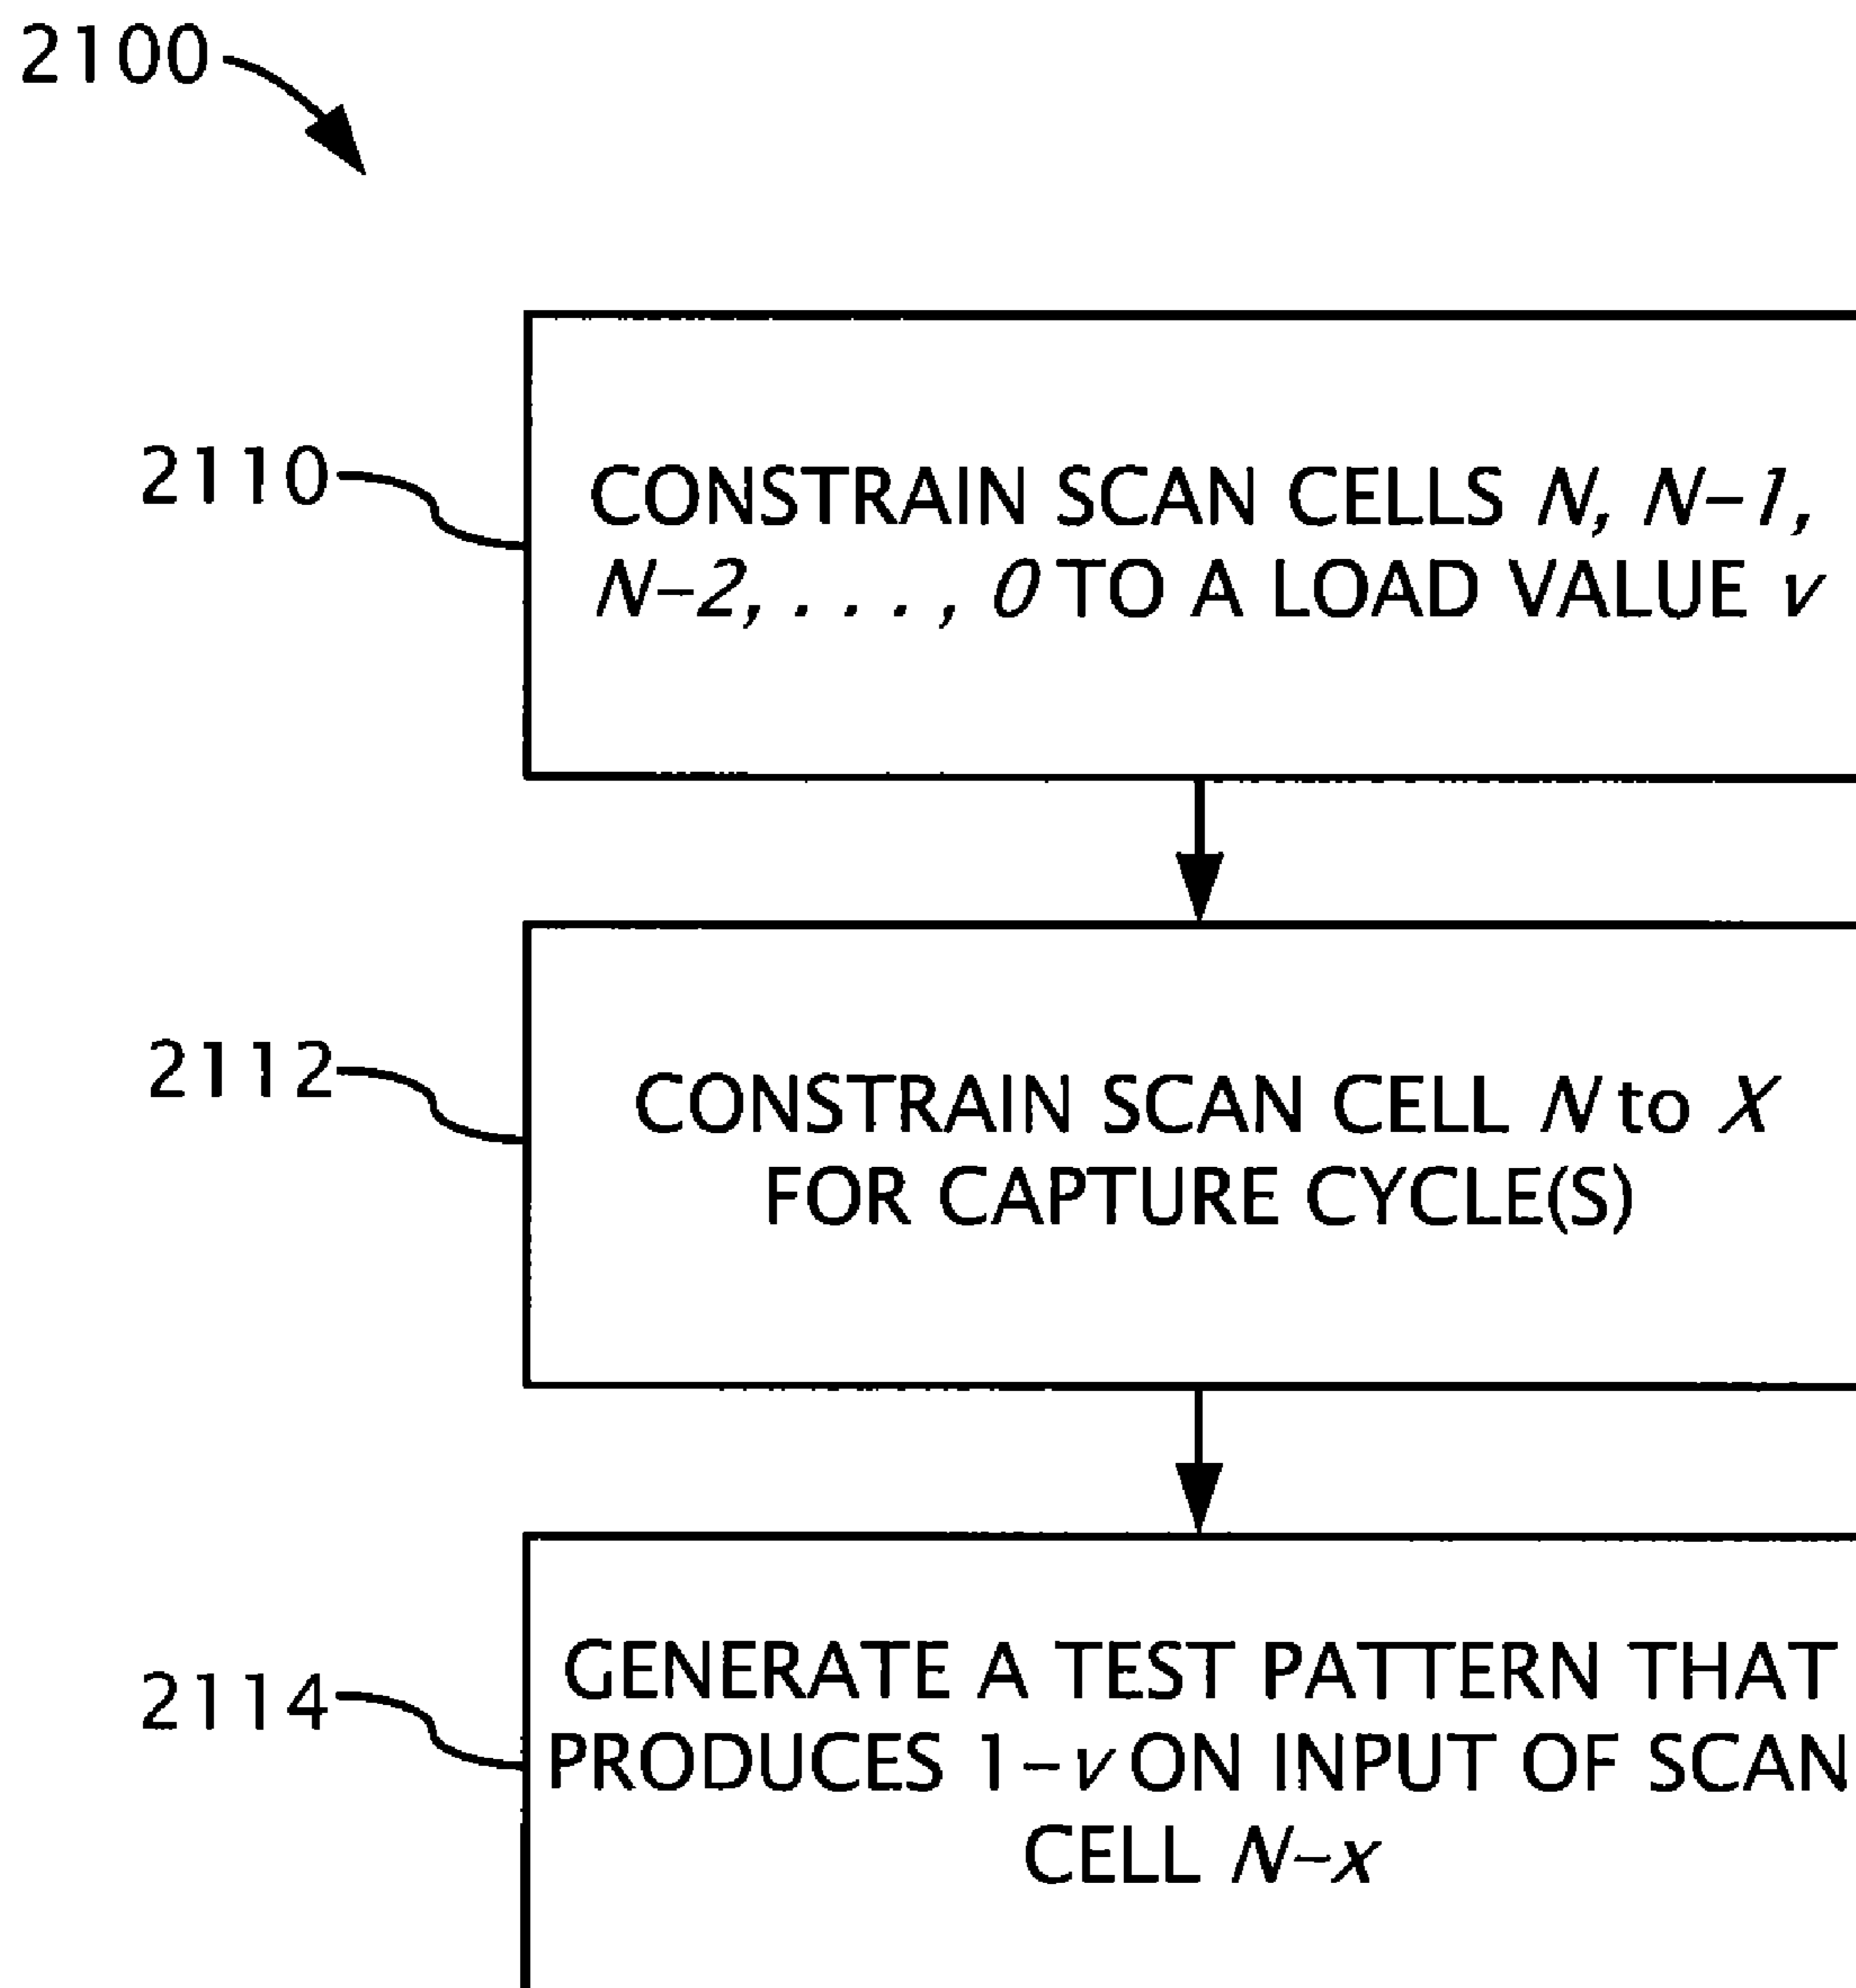 2100
2110
CONSTRAIN SCAN CELLS N, N–1,
N–2, . . . , 0 TO A LOAD VALUE v
2112
CONSTRAIN SCAN CELL N to X
FOR CAPTURE CYCLE(S)
2114
GENERATE A TEST PATTERN THAT
PRODUCES 1–v ON INPUT OF SCAN
CELL N–x